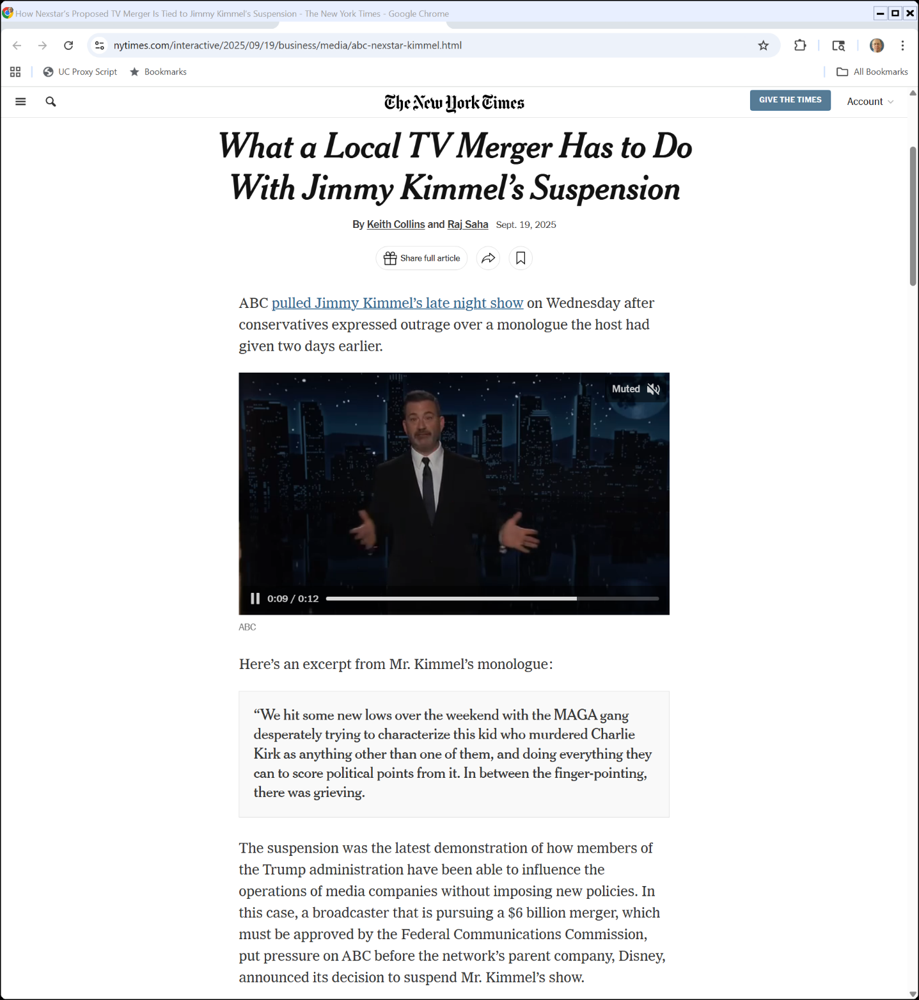 How Nexstar's Proposed TV Merger Is Tied to Jimmy Kimmel's Suspension - The New York Times - Google Chrome
nytimes.com/interactive/2025/09/19/business/media/abc-nexstar-kimmel.html
UC Proxy Script
Bookmarks
All Bookmarks
The New York Times
GIVE THE TIMES
Account
What a Local TV Merger Has to Do
With Jimmy Kimmel’s Suspension
By Keith Collins and Raj Saha Sept. 19, 2025
Share full article
ABC pulled Jimmy Kimmel’s late night show on Wednesday after
conservatives expressed outrage over a monologue the host had
given two days earlier.
Muted
0:09 / 0:12
ABC
Here’s an excerpt from Mr. Kimmel’s monologue:
“We hit some new lows over the weekend with the MAGA gang
desperately trying to characterize this kid who murdered Charlie
Kirk as anything other than one of them, and doing everything they
can to score political points from it. In between the finger-pointing,
there was grieving.
The suspension was the latest demonstration of how members of
the Trump administration have been able to influence the
operations of media companies without imposing new policies. In
this case, a broadcaster that is pursuing a $6 billion merger, which
must be approved by the Federal Communications Commission,
put pressure on ABC before the network’s parent company, Disney,
announced its decision to suspend Mr. Kimmel’s show.